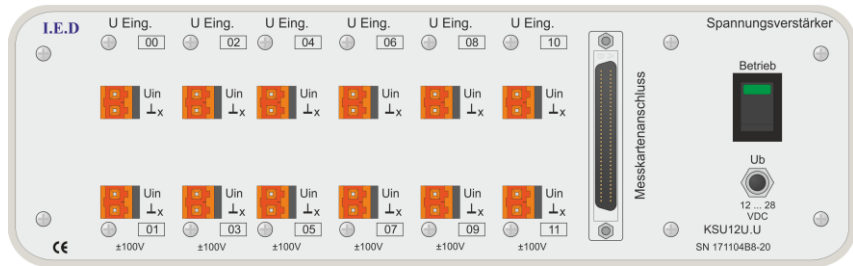 I.E.D
U Eing. U Eing. U Eing. U Eing. U Eing. U Eing.
00 02 04 06 08 10
Spannungsverstärker
Betrieb
Uin Uin Uin Uin Uin Uin
x x x x x x
Messkartenanschluss
Ub
12 ... 28
VDC
Uin Uin Uin Uin Uin Uin
x x x x x x
01 03 05 07 09 11
±100V ±100V ±100V ±100V ±100V ±100V
CE
KSU12U.U
SN 171104B8-20